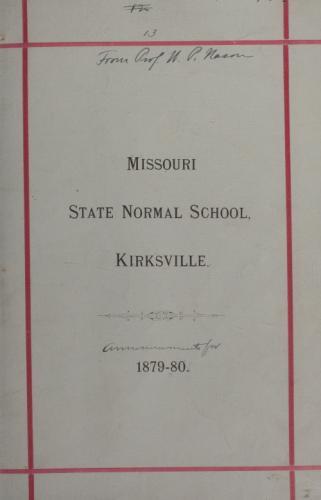 13
From Prof W. P. Nason
MISSOURI
STATE NORMAL SCHOOL,
KIRKSVILLE.
Announcements for
1879-80.